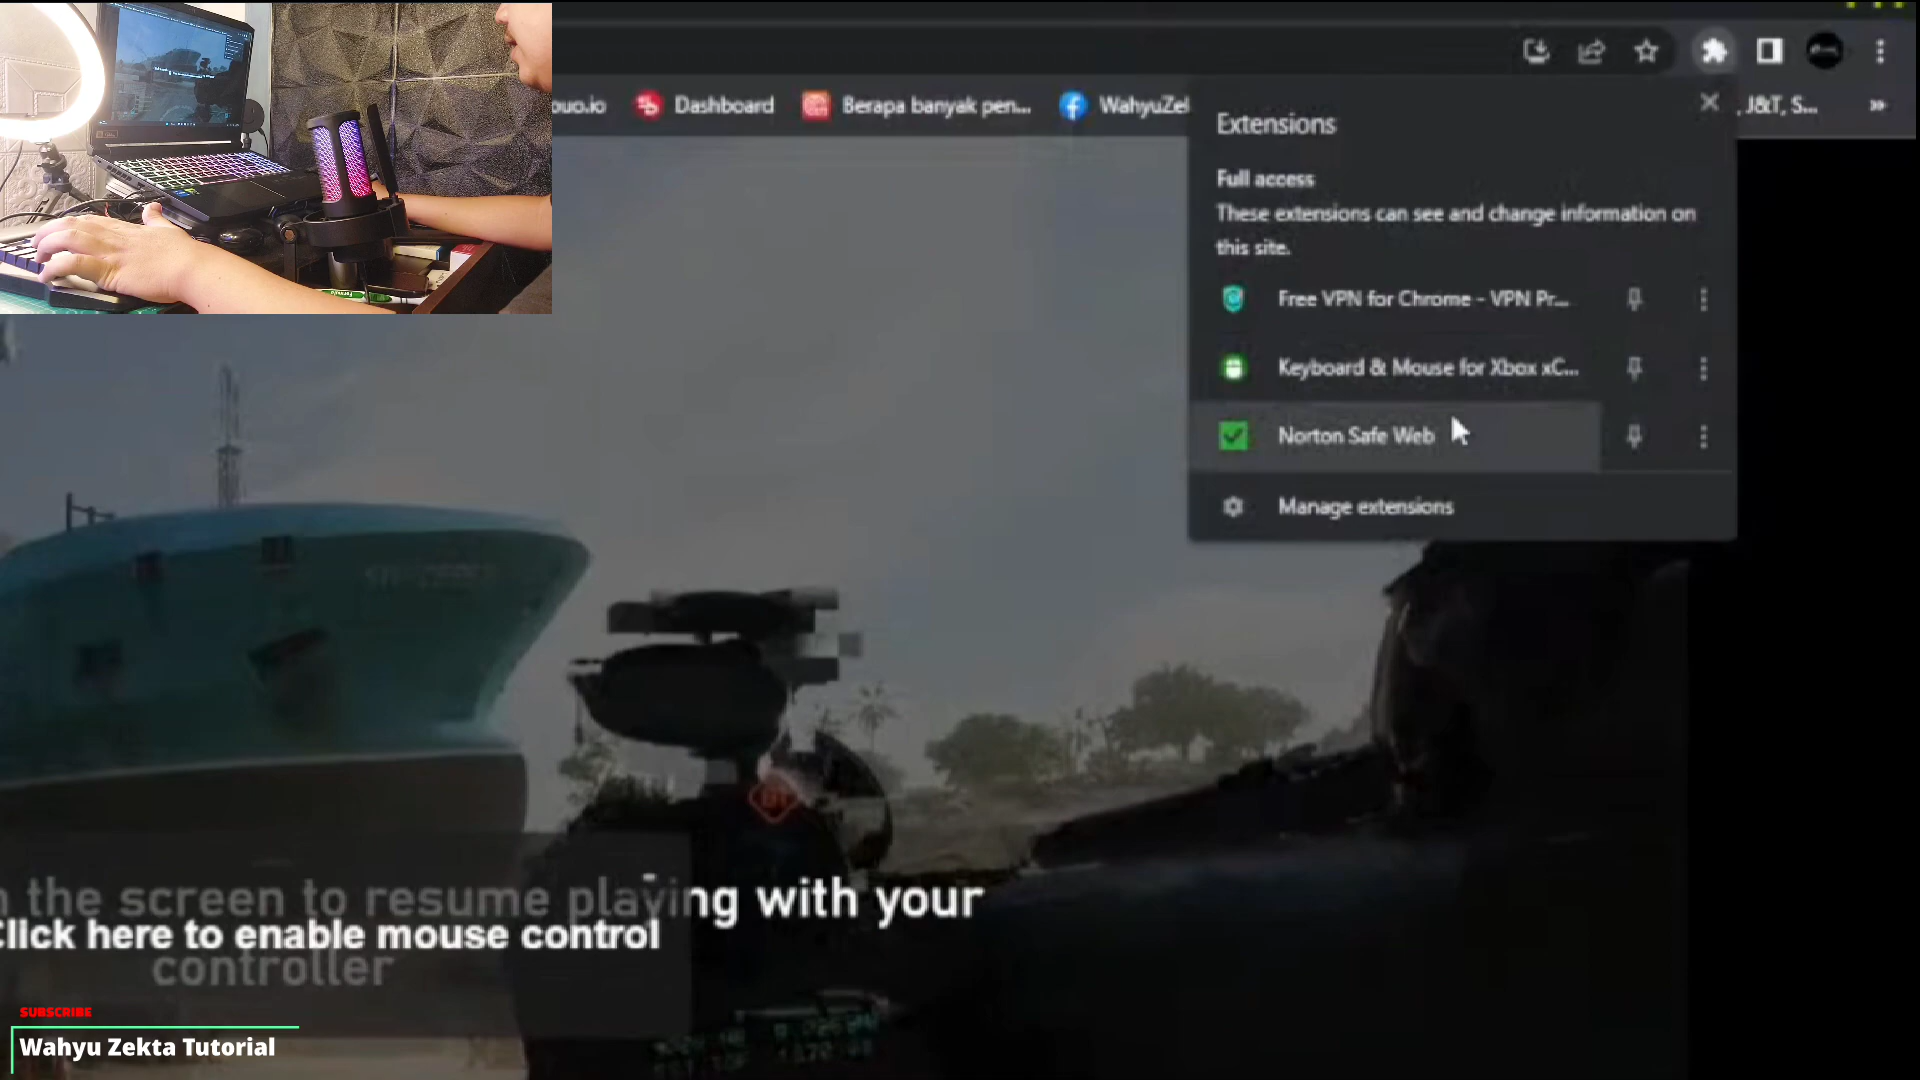 ouo.io
Dashboard
Berapa banyak pen...
WahyuZel
, J&T, S...
Extensions
Full access
These extensions can see and change information on
this site.
Free VPN for Chrome - VPN Pr...
Keyboard & Mouse for Xbox xC...
Norton Safe Web
Manage extensions
n the screen to resume playing with your
Click here to enable mouse control
controller
SUBSCRIBE
Wahyu Zekta Tutorial